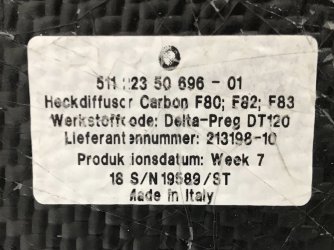 511 223 50 696 - 01
Heckdiffusor Carbon F80; F82; F83
Werkstoffcode: Delta-Preg DT120
Lieferantennummer: 213198-10
Produktionsdatum: Week 7
18 S/N 19589/ST
Made in Italy